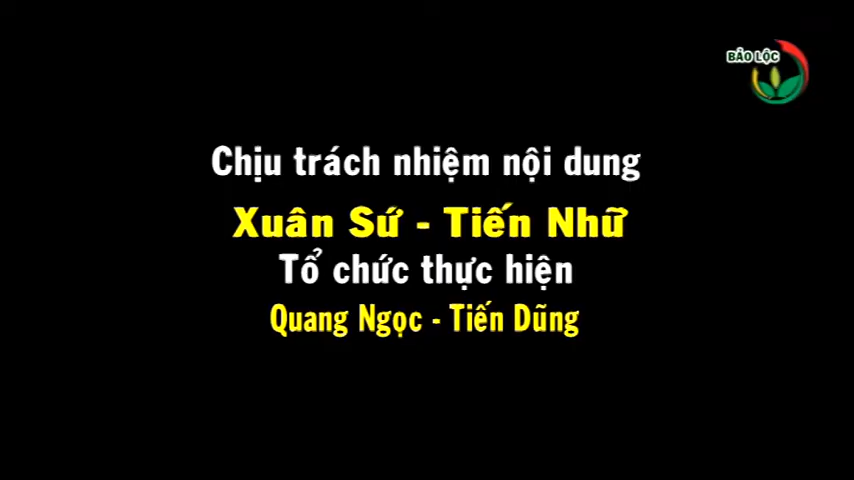 BẢO LỘC
Chịu trách nhiệm nội dung
Xuân Sứ - Tiến Nhữ
Tổ chức thực hiện
Quang Ngọc - Tiến Dũng